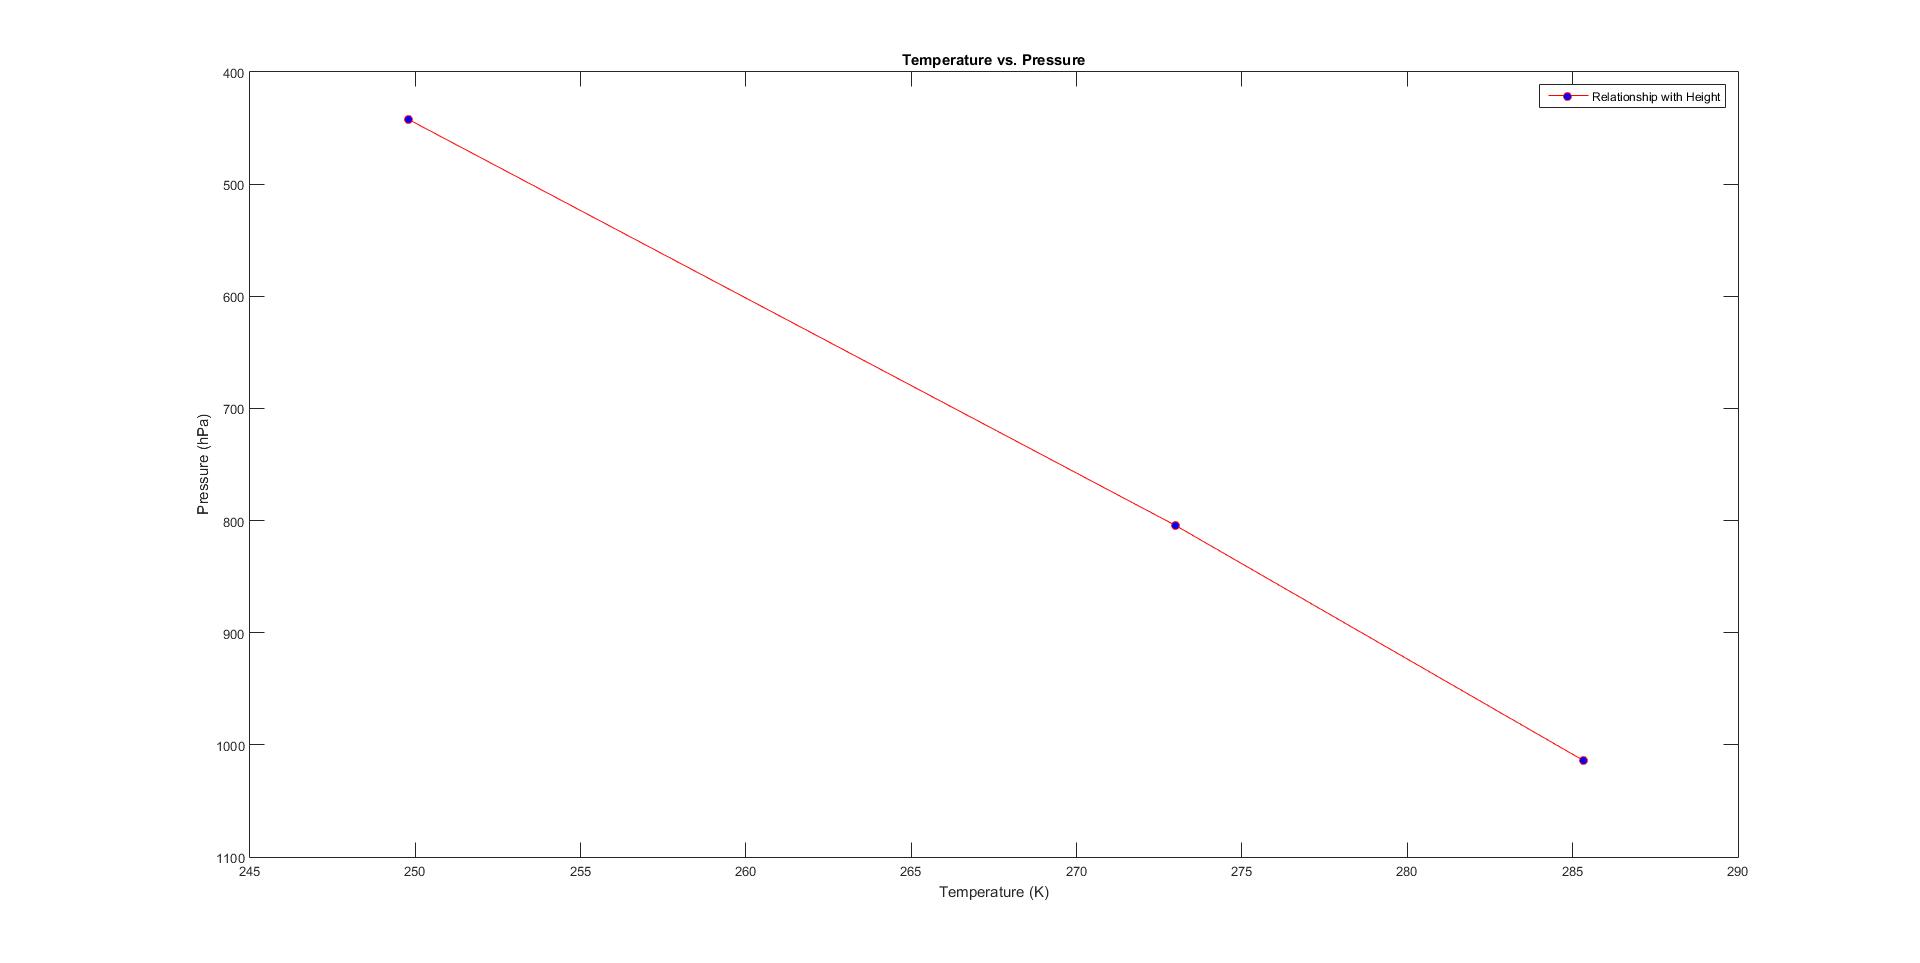 Temperature vs. Pressure
Relationship with Height
400
500
600
700
800
900
1000
1100
Pressure (hPa)
245 250 255 260 265 270 275 280 285 290
Temperature (K)